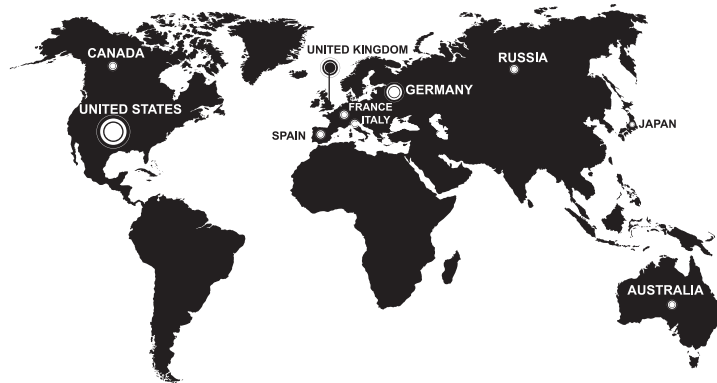 UNITED KINGDOM
CANADA
RUSSIA
GERMANY
UNITED STATES
FRANCE
ITALY
JAPAN
SPAIN
AUSTRALIA